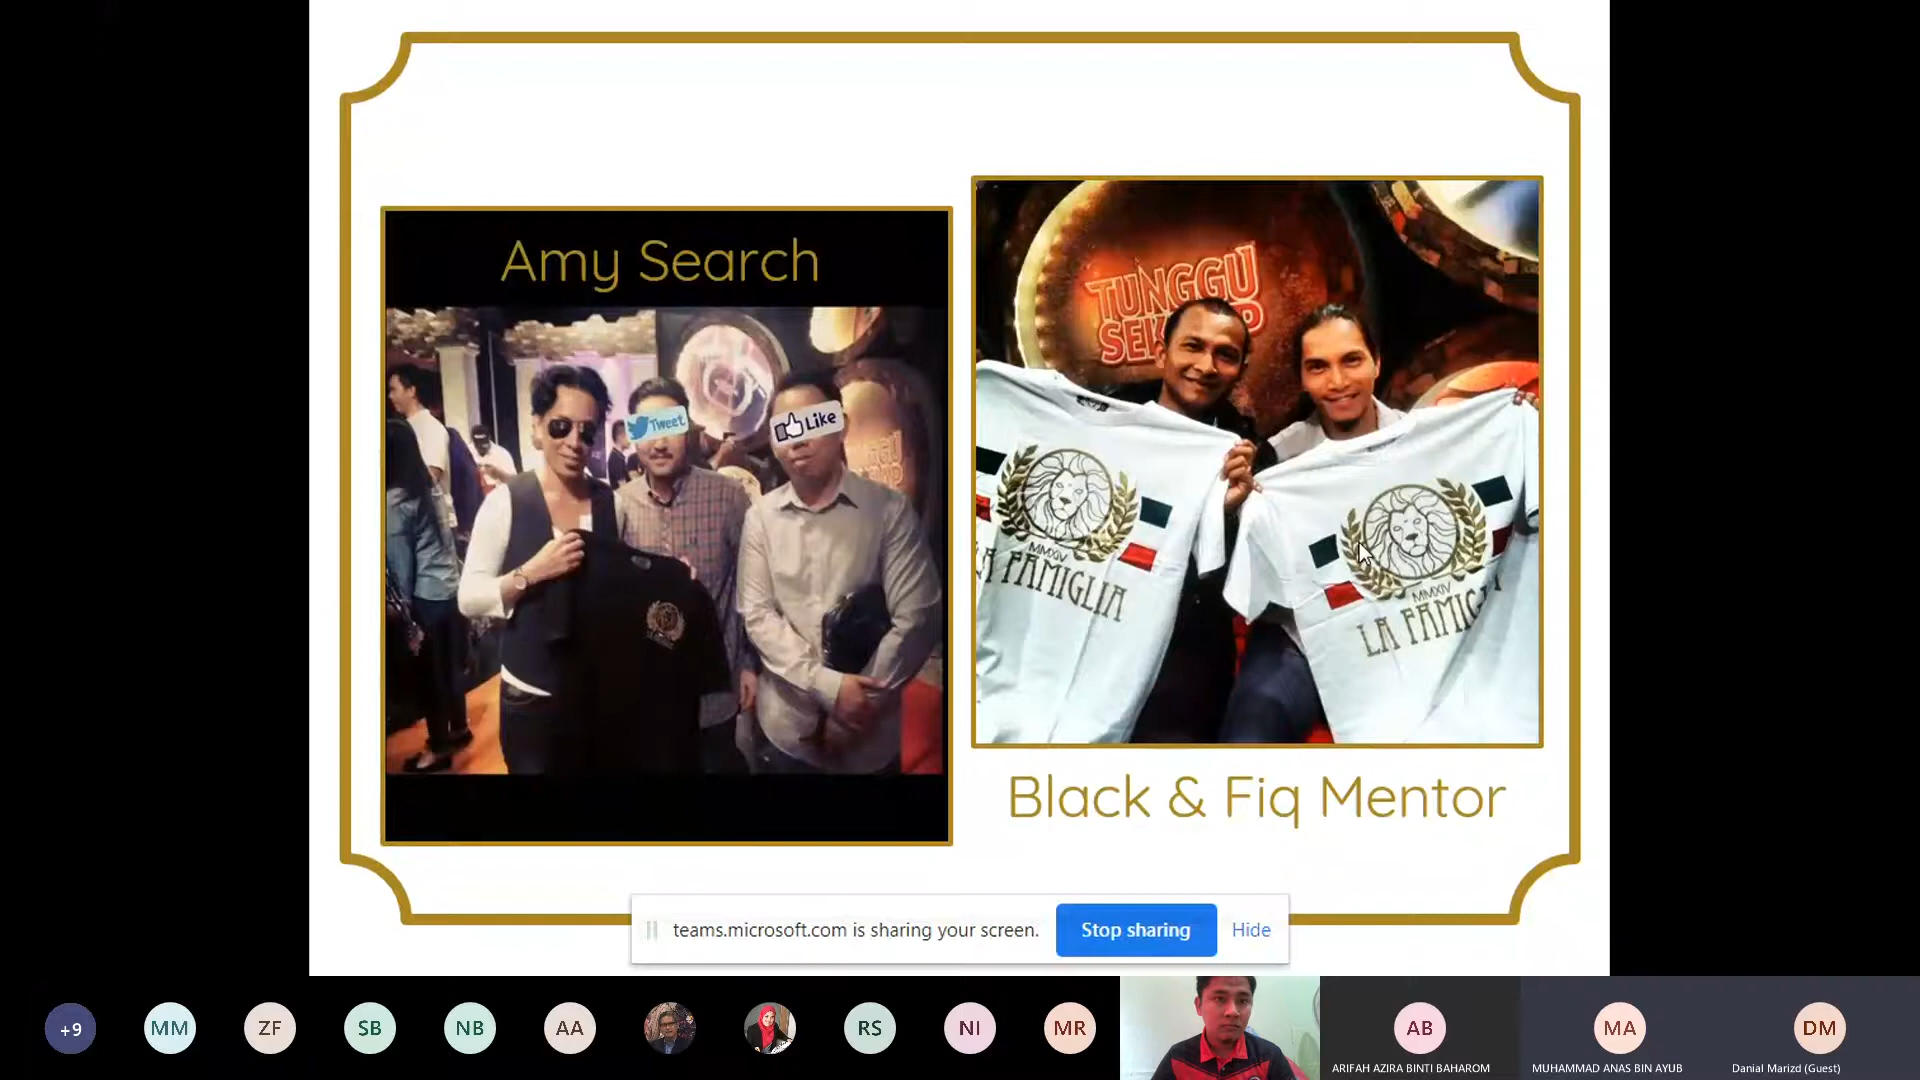 Amy Search
Tweet
Like
TUNGGU
TUNGGU
MMXIV
LA FAMIGLIA
MMXIV
Black & Fiq Mentor
teams.microsoft.com is sharing your screen.
Stop sharing
Hide
+9
MM
ZF
SB
NB
AA
RS
NI
MR
AB
MA
DM
ARIFAH AZIRA BINTI BAHAROM
MUHAMMAD ANAS BIN AYUB
Danial Marizd (Guest)